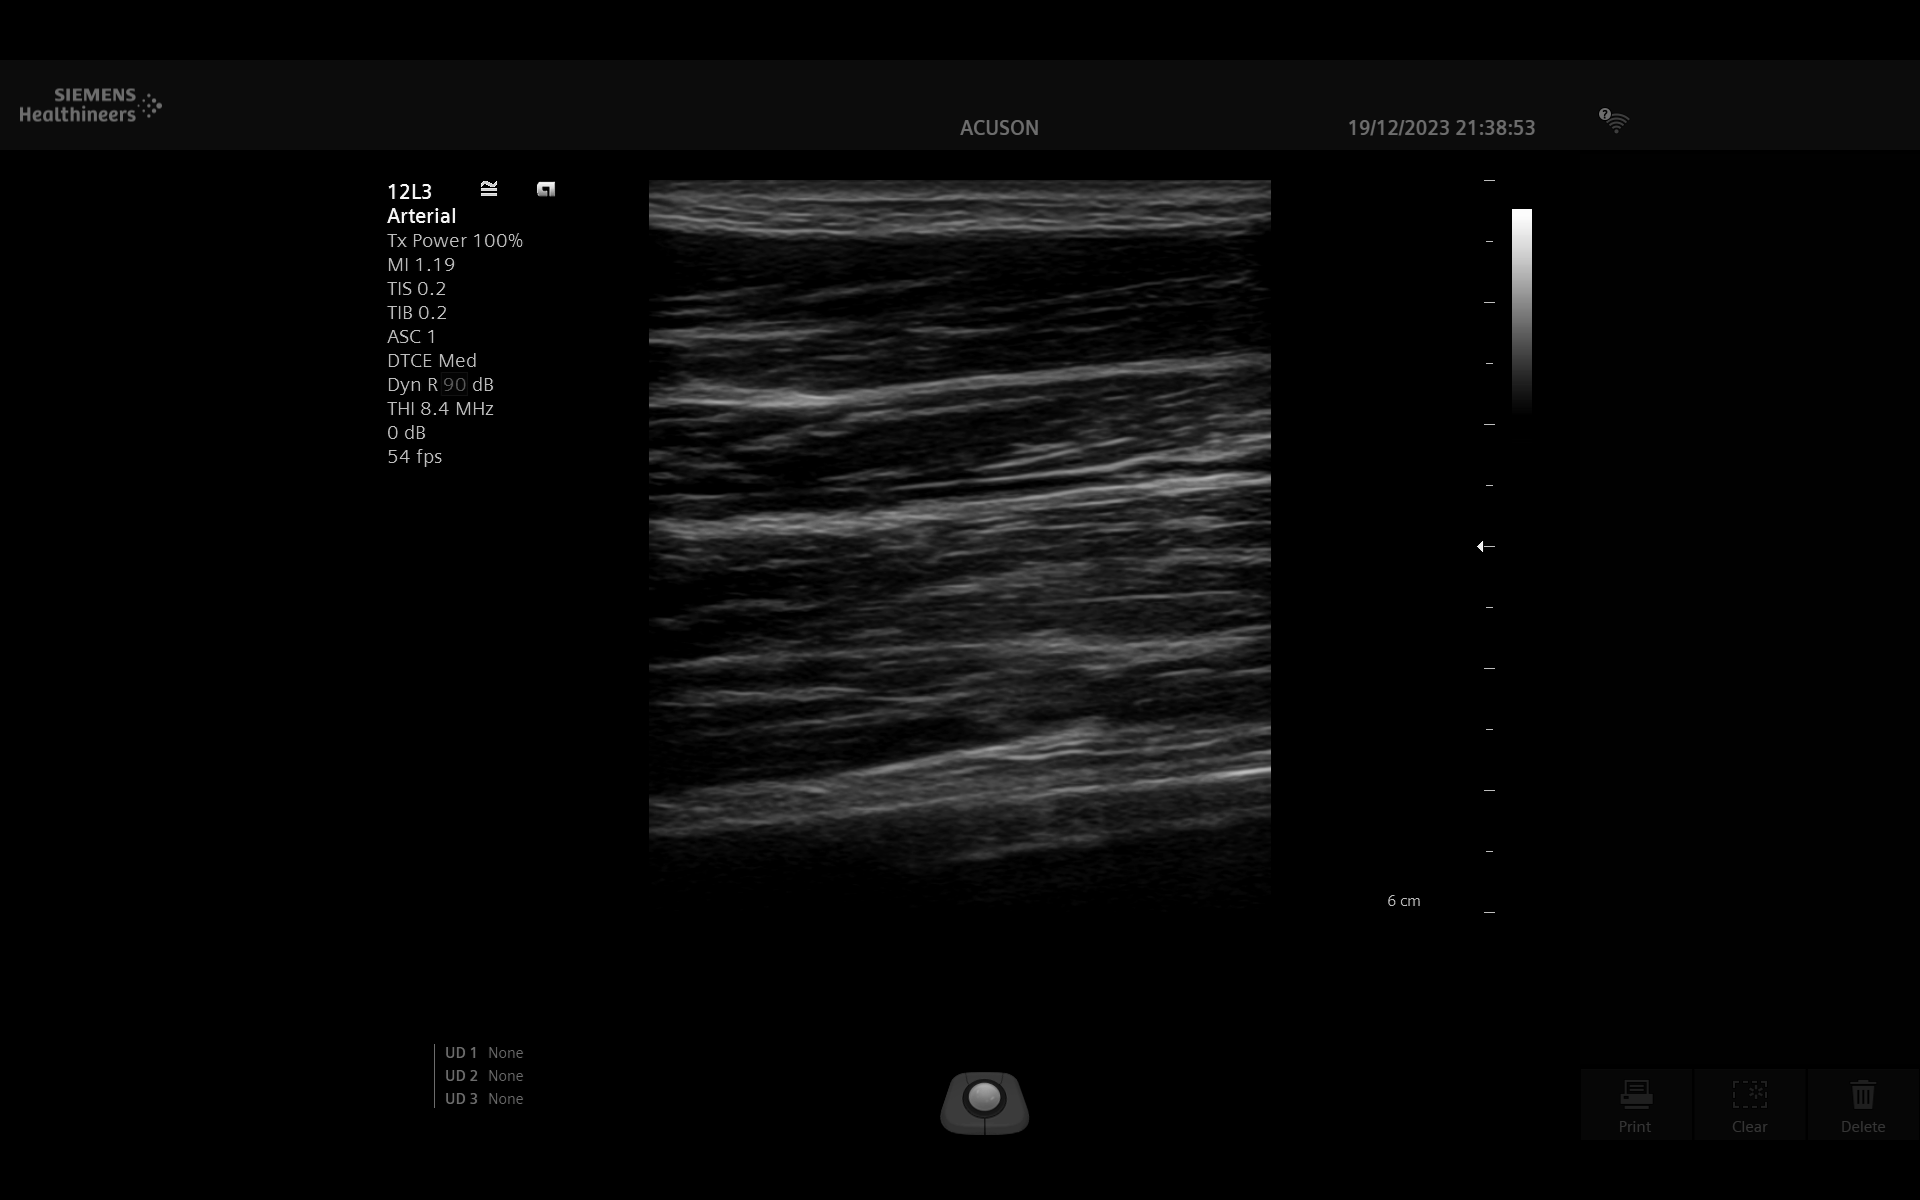 SIEMENS
Healthineers
ACUSON
19/12/2023 21:38:53
?
12L3
Arterial
Tx Power 100%
MI 1.19
TIS 0.2
TIB 0.2
ASC 1
DTCE Med
Dyn R 90 dB
THI 8.4 MHz
0 dB
54 fps
6 cm
UD 1 None
UD 2 None
UD 3 None
Print
Clear
Delete